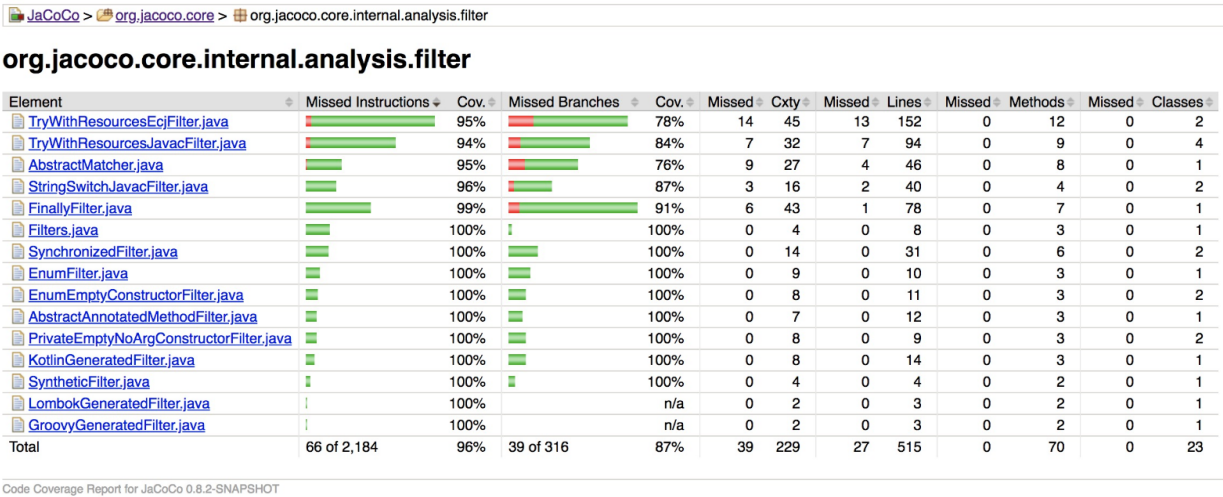 JaCoCo > org.jacoco.core > org.jacoco.core.internal.analysis.filter
org.jacoco.core.internal.analysis.filter
Element Missed Instructions Cov. Missed Branches Cov. Missed Cxty Missed Lines Missed Methods Missed Classes
TryWithResourcesEcjFilter.java 95% 78% 14 45 13 152 0 12 0 2
TryWithResourcesJavacFilter.java 94% 84% 7 32 7 94 0 9 0 4
AbstractMatcher.java 95% 76% 9 27 4 46 0 8 0 1
StringSwitchJavacFilter.java 96% 87% 3 16 2 40 0 4 0 2
FinallyFilter.java 99% 91% 6 43 1 78 0 7 0 1
Filters.java 100% 100% 0 4 0 8 0 3 0 1
SynchronizedFilter.java 100% 100% 0 14 0 31 0 6 0 2
EnumFilter.java 100% 100% 0 9 0 10 0 3 0 1
EnumEmptyConstructorFilter.java 100% 100% 0 8 0 11 0 3 0 2
AbstractAnnotatedMethodFilter.java 100% 100% 0 7 0 12 0 3 0 1
PrivateEmptyNoArgConstructorFilter.java 100% 100% 0 8 0 9 0 3 0 2
KotlinGeneratedFilter.java 100% 100% 0 8 0 14 0 3 0 1
SyntheticFilter.java 100% 100% 0 4 0 4 0 2 0 1
LombokGeneratedFilter.java 100% n/a 0 2 0 3 0 2 0 1
GroovyGeneratedFilter.java 100% n/a 0 2 0 3 0 2 0 1
Total 66 of 2,184 96% 39 of 316 87% 39 229 27 515 0 70 0 23
Code Coverage Report for JaCoCo 0.8.2-SNAPSHOT